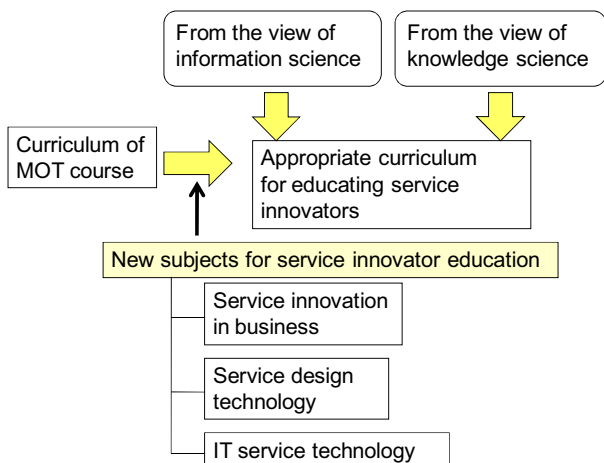 From the view of
information science
From the view of
knowledge science
Curriculum of
MOT course
Appropriate curriculum
for educating service
innovators
New subjects for service innovator education
Service innovation
in business
Service design
technology
IT service technology